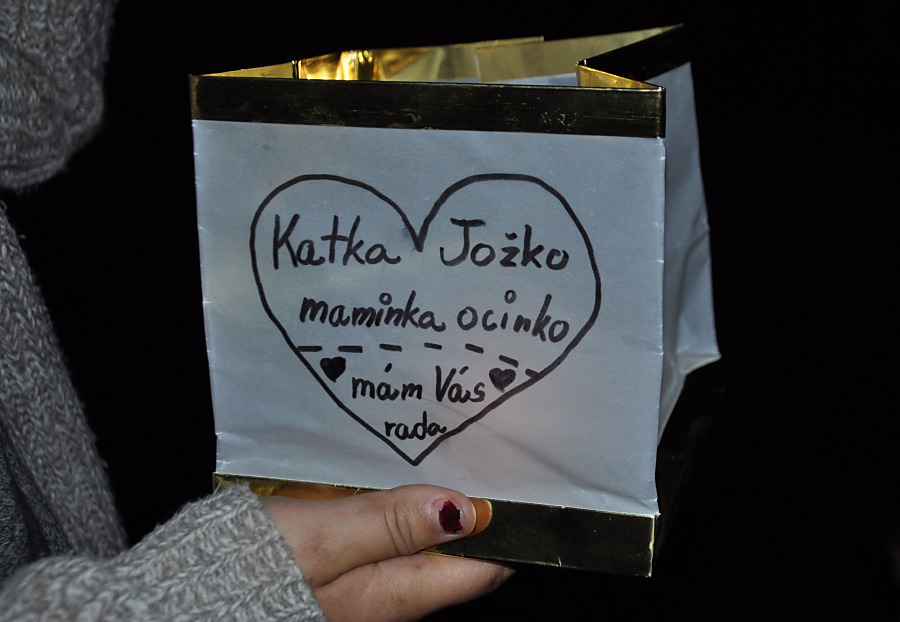 Katka Jožko
maminka ocinko
mám Vás
rada